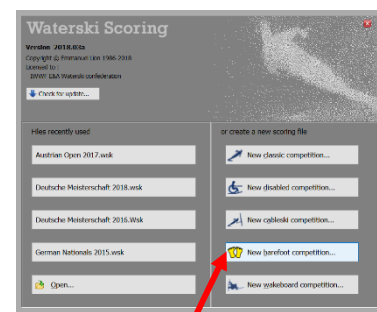 Waterski Scoring
Version 2018.03a
Copyright © Emmanuel Lion 1986-2018
Licensed to :
IWWF E&A Waterski confederation
Check for update...
Files recently used
Austrian Open 2017.wsk
Deutsche Meisterschaft 2018.wsk
Deutsche Meisterschaft 2016.Wsk
German Nationals 2015.wsk
Open...
or create a new scoring file
New classic competition...
New disabled competition...
New cableski competition...
New barefoot competition...
New wakeboard competition...